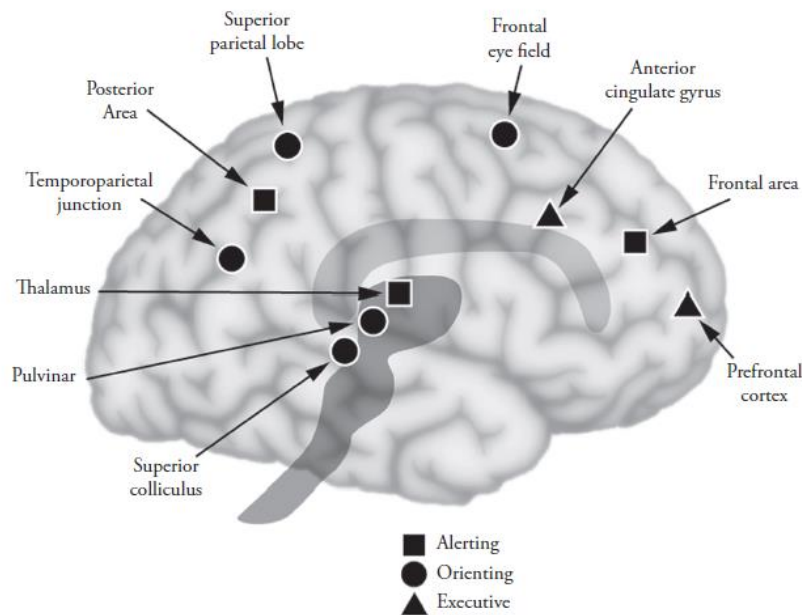 Superior
parietal lobe
Frontal
eye field
Anterior
cingulate gyrus
Posterior
Area
Temporoparietal
junction
Frontal area
Thalamus
Pulvinar
Prefrontal
cortex
Superior
colliculus
Alerting
Orienting
Executive